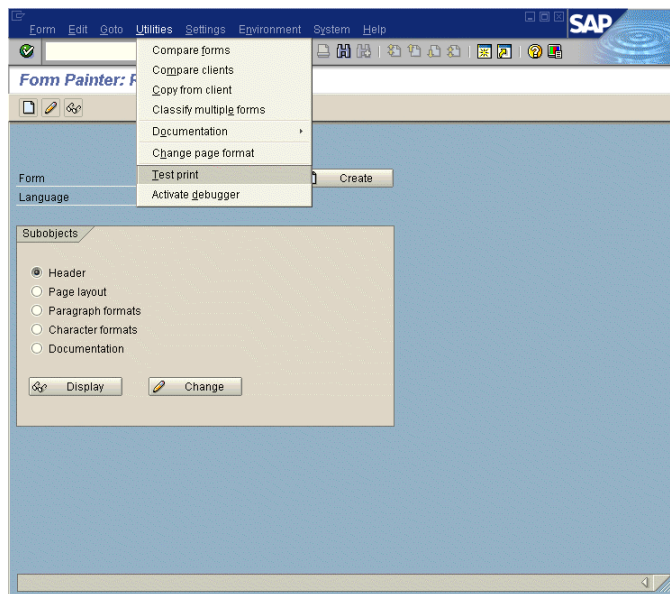 Form Edit Goto Utilities Settings Environment System Help
SAP
Compare forms
Compare clients
Form Painter:
Copy from client
Classify multiple forms
Documentation
Change page format
Form
Test print
Create
Language
Activate debugger
Subobjects
Header
Page layout
Paragraph formats
Character formats
Documentation
Display Change